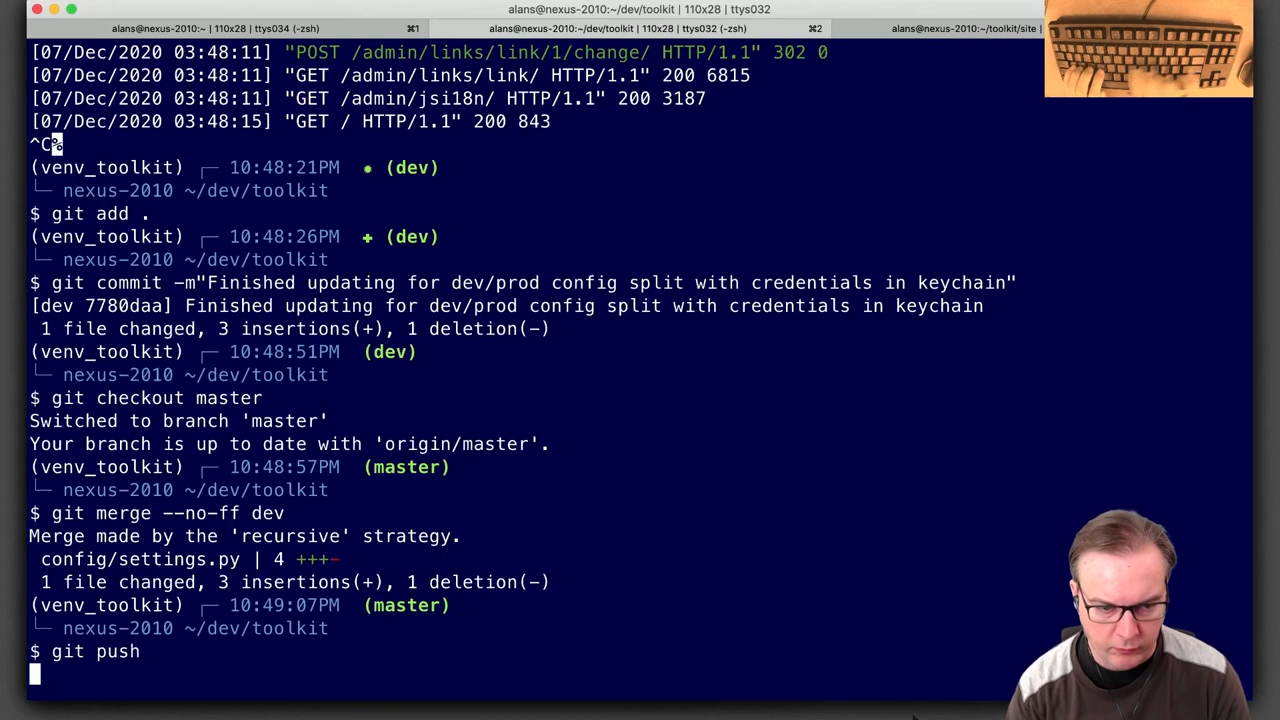 alans@nexus-2010:~/dev/toolkit | 110x28 | ttys032
alans@nexus-2010:~ | 110x28 | ttys034 (-zsh) ⌘1
alans@nexus-2010:~/dev/toolkit | 110x28 | ttys032 (-zsh) ⌘2
alans@nexus-2010:~/toolkit/site |
[07/Dec/2020 03:48:11] "POST /admin/links/link/1/change/ HTTP/1.1" 302 0
[07/Dec/2020 03:48:11] "GET /admin/links/link/ HTTP/1.1" 200 6815
[07/Dec/2020 03:48:11] "GET /admin/jsi18n/ HTTP/1.1" 200 3187
[07/Dec/2020 03:48:15] "GET / HTTP/1.1" 200 843
^C%
(venv_toolkit) ┌─ 10:48:21PM ● (dev)
└─ nexus-2010 ~/dev/toolkit
$ git add .
(venv_toolkit) ┌─ 10:48:26PM ✚ (dev)
└─ nexus-2010 ~/dev/toolkit
$ git commit -m"Finished updating for dev/prod config split with credentials in keychain"
[dev 7780daa] Finished updating for dev/prod config split with credentials in keychain
1 file changed, 3 insertions(+), 1 deletion(-)
(venv_toolkit) ┌─ 10:48:51PM (dev)
└─ nexus-2010 ~/dev/toolkit
$ git checkout master
Switched to branch 'master'
Your branch is up to date with 'origin/master'.
(venv_toolkit) ┌─ 10:48:57PM (master)
└─ nexus-2010 ~/dev/toolkit
$ git merge --no-ff dev
Merge made by the 'recursive' strategy.
config/settings.py | 4 +++-
1 file changed, 3 insertions(+), 1 deletion(-)
(venv_toolkit) ┌─ 10:49:07PM (master)
└─ nexus-2010 ~/dev/toolkit
$ git push